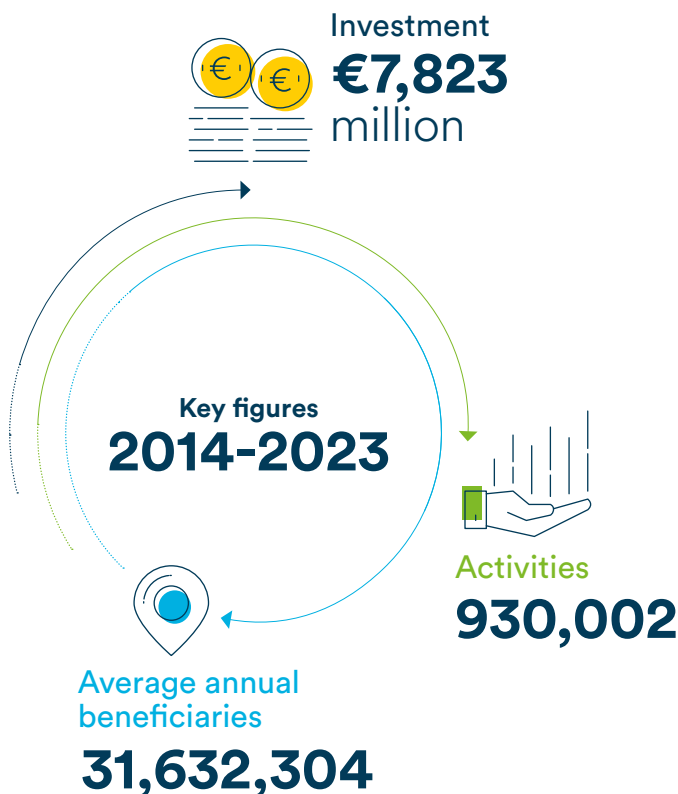 Investment
€7,823
million
Key figures
2014-2023
Activities
930,002
Average annual
beneficiaries
31,632,304